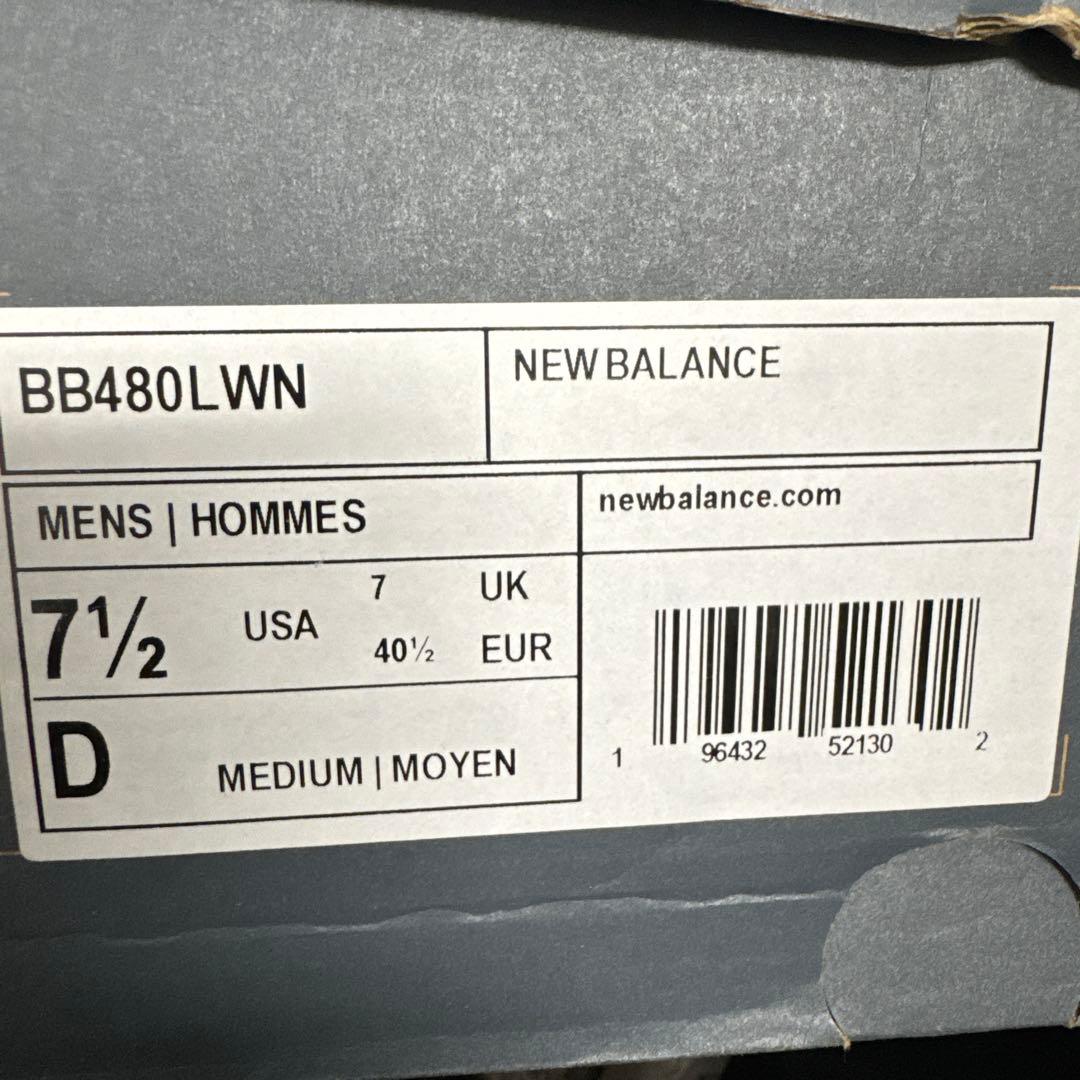 BB480LWN
NEW BALANCE
MENS | HOMMES
newbalance.com
7½ USA
7 UK
40½ EUR
D MEDIUM | MOYEN
1 96432 52130 2